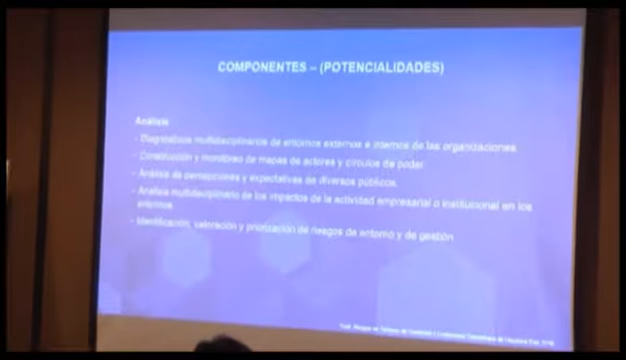 COMPONENTES – (POTENCIALIDADES)
Análisis
- Diagnósticos multidisciplinarios de entornos externos e internos de las organizaciones
- Construcción y monitoreo de mapas de actores y círculos de poder
- Análisis de percepciones y expectativas de diversos públicos.
- Análisis multidisciplinario de los impactos de la actividad empresarial o institucional en los
entornos
- Identificación, valoración y priorización de riesgos de entorno y de gestión